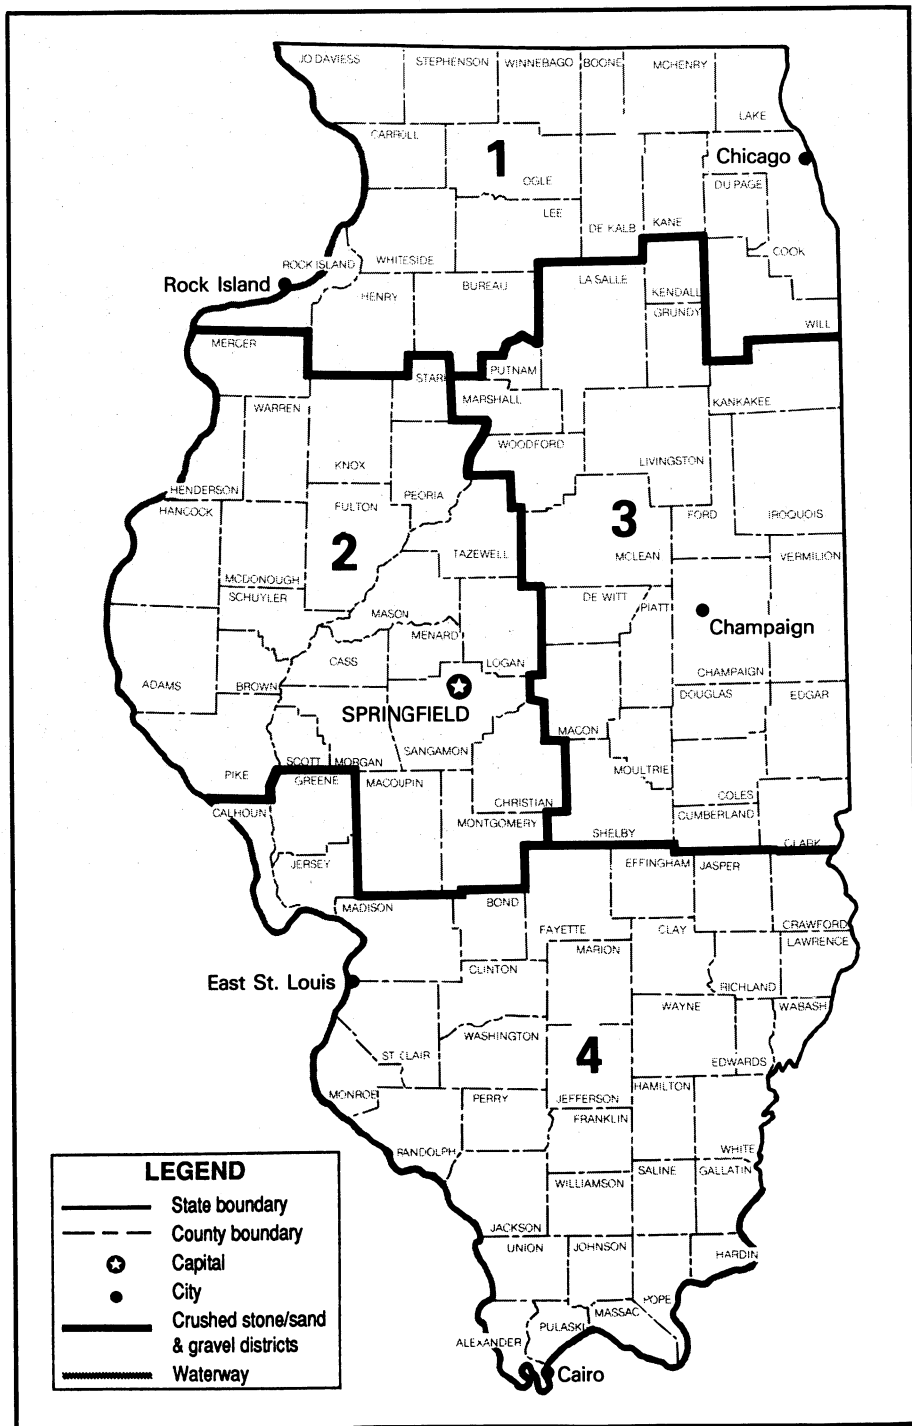 JO DAVIESS
STEPHENSON
WINNEBAGO
BOONE
MCHENRY
LAKE
CARROLL
1
OGLE
Chicago
DU PAGE
LEE
DE KALB
KANE
COOK
WHITESIDE
ROCK ISLAND
Rock Island
HENRY
BUREAU
LA SALLE
KENDALL
GRUNDY
WILL
MERCER
PUTNAM
STARK
MARSHALL
KANKAKEE
WARREN
WOODFORD
KNOX
LIVINGSTON
HENDERSON
PEORIA
HANCOCK
FULTON
3
FORD
IROQUOIS
2
TAZEWELL
MCLEAN
VERMILION
MCDONOUGH
SCHUYLER
DE WITT
PIATT
MASON
Champaign
MENARD
CASS
LOGAN
CHAMPAIGN
ADAMS
BROWN
DOUGLAS
EDGAR
SPRINGFIELD
MACON
SANGAMON
SCOTT
MORGAN
MOULTRIE
PIKE
GREENE
MACOUPIN
COLES
CHRISTIAN
CALHOUN
MONTGOMERY
CUMBERLAND
SHELBY
CLARK
JERSEY
EFFINGHAM
JASPER
MADISON
BOND
FAYETTE
CLAY
CRAWFORD
LAWRENCE
MARION
CLINTON
East St. Louis
RICHLAND
WAYNE
WABASH
WASHINGTON
ST CLAIR
4
EDWARDS
MONROE
PERRY
JEFFERSON
HAMILTON
FRANKLIN
RANDOLPH
WHITE
SALINE
GALLATIN
WILLIAMSON
JACKSON
UNION
JOHNSON
HARDIN
POPE
MASSAC
PULASKI
ALEXANDER
Cairo
LEGEND
State boundary
County boundary
Capital
City
Crushed stone/sand
& gravel districts
Waterway